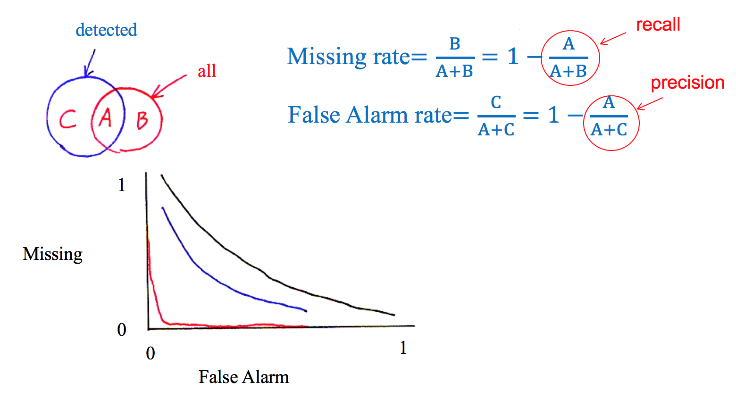 detected
all
C A B
Missing rate= B/A+B = 1 − A/A+B
recall
False Alarm rate= C/A+C = 1 − A/A+C
precision
1
Missing
0
0
1
False Alarm